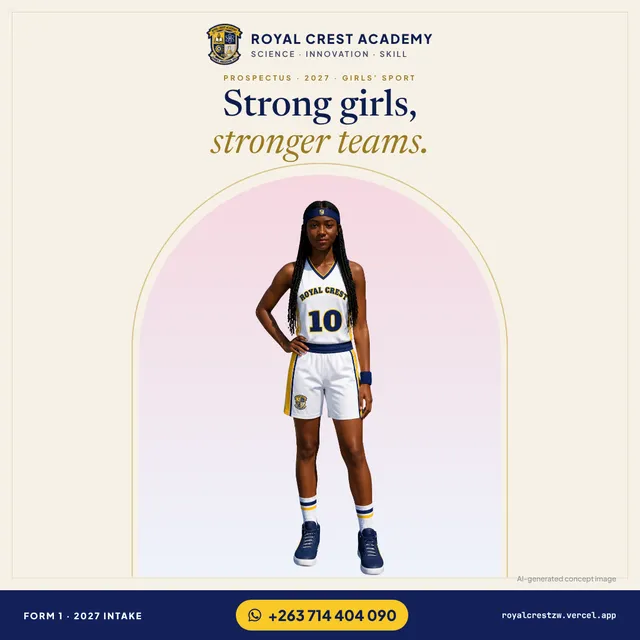 ROYAL CREST ACADEMY
SCIENCE · INNOVATION · SKILL
PROSPECTUS · 2027 · GIRLS' SPORT
Strong girls,
stronger teams.
ROYAL CREST
10
AI-generated concept image
FORM 1 · 2027 INTAKE
+263 714 404 090
royalcrestzw.vercel.app